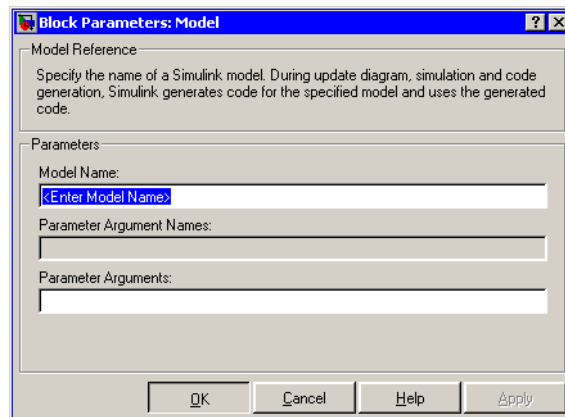 Block Parameters: Model
Model Reference
Specify the name of a Simulink model. During update diagram, simulation and code
generation, Simulink generates code for the specified model and uses the generated
code.
Parameters
Model Name:
<Enter Model Name>
Parameter Argument Names:
Parameter Arguments:
OK Cancel Help Apply